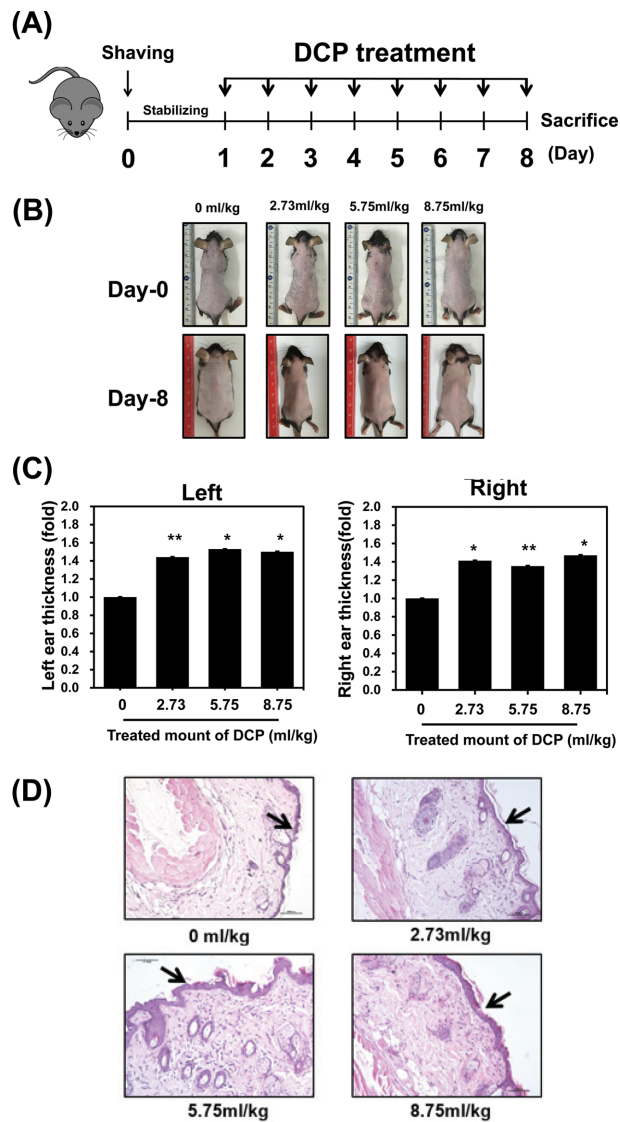 (A)
Shaving
DCP treatment
Stabilizing
Sacrifice
0 1 2 3 4 5 6 7 8 (Day)
(B)
0 ml/kg 2.73ml/kg 5.75ml/kg 8.75ml/kg
Day-0
Day-8
(C)
Left
Left ear thickness (fold)
2.0
1.8
1.6
1.4
1.2
1.0
0.8
0.6
0.4
0.2
0.0
** * *
0 2.73 5.75 8.75
Treated mount of DCP (ml/kg)
Right
Right ear thickness(fold)
2.0
1.8
1.6
1.4
1.2
1.0
0.8
0.6
0.4
0.2
0.0
* ** *
0 2.73 5.75 8.75
Treated mount of DCP (ml/kg)
(D)
0 ml/kg
2.73ml/kg
5.75ml/kg
8.75ml/kg